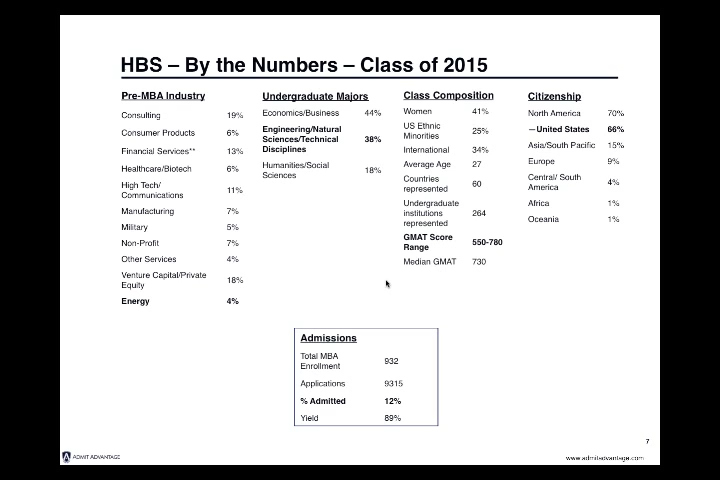 HBS – By the Numbers – Class of 2015
Pre-MBA Industry
Consulting 19%
Consumer Products 6%
Financial Services** 13%
Healthcare/Biotech 6%
High Tech/
Communications 11%
Manufacturing 7%
Military 5%
Non-Profit 7%
Other Services 4%
Venture Capital/Private
Equity 18%
Energy 4%
Undergraduate Majors
Economics/Business 44%
Engineering/Natural
Sciences/Technical 38%
Disciplines
Humanities/Social
Sciences 18%
Class Composition
Women 41%
US Ethnic
Minorities 25%
International 34%
Average Age 27
Countries
represented 60
Undergraduate
institutions 264
represented
GMAT Score
Range 550-780
Median GMAT 730
Citizenship
North America 70%
—United States 66%
Asia/South Pacific 15%
Europe 9%
Central/ South
America 4%
Africa 1%
Oceania 1%
Admissions
Total MBA
Enrollment 932
Applications 9315
% Admitted 12%
Yield 89%
7
ADMIT ADVANTAGE
www.admitadvantage.com